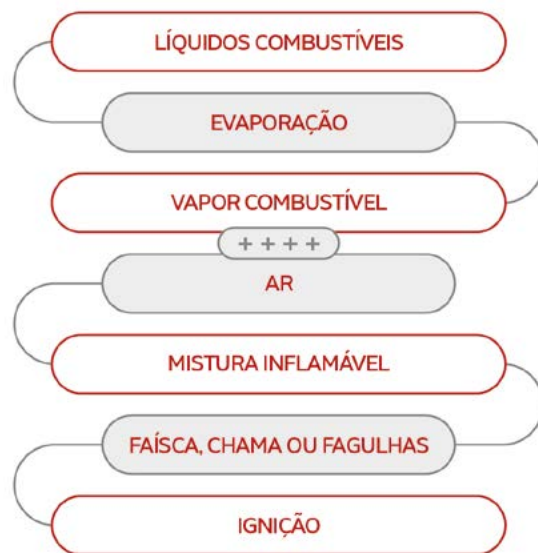 LÍQUIDOS COMBUSTÍVEIS
EVAPORAÇÃO
VAPOR COMBUSTÍVEL
+ + + +
AR
MISTURA INFLAMÁVEL
FAÍSCA, CHAMA OU FAGULHAS
IGNIÇÃO